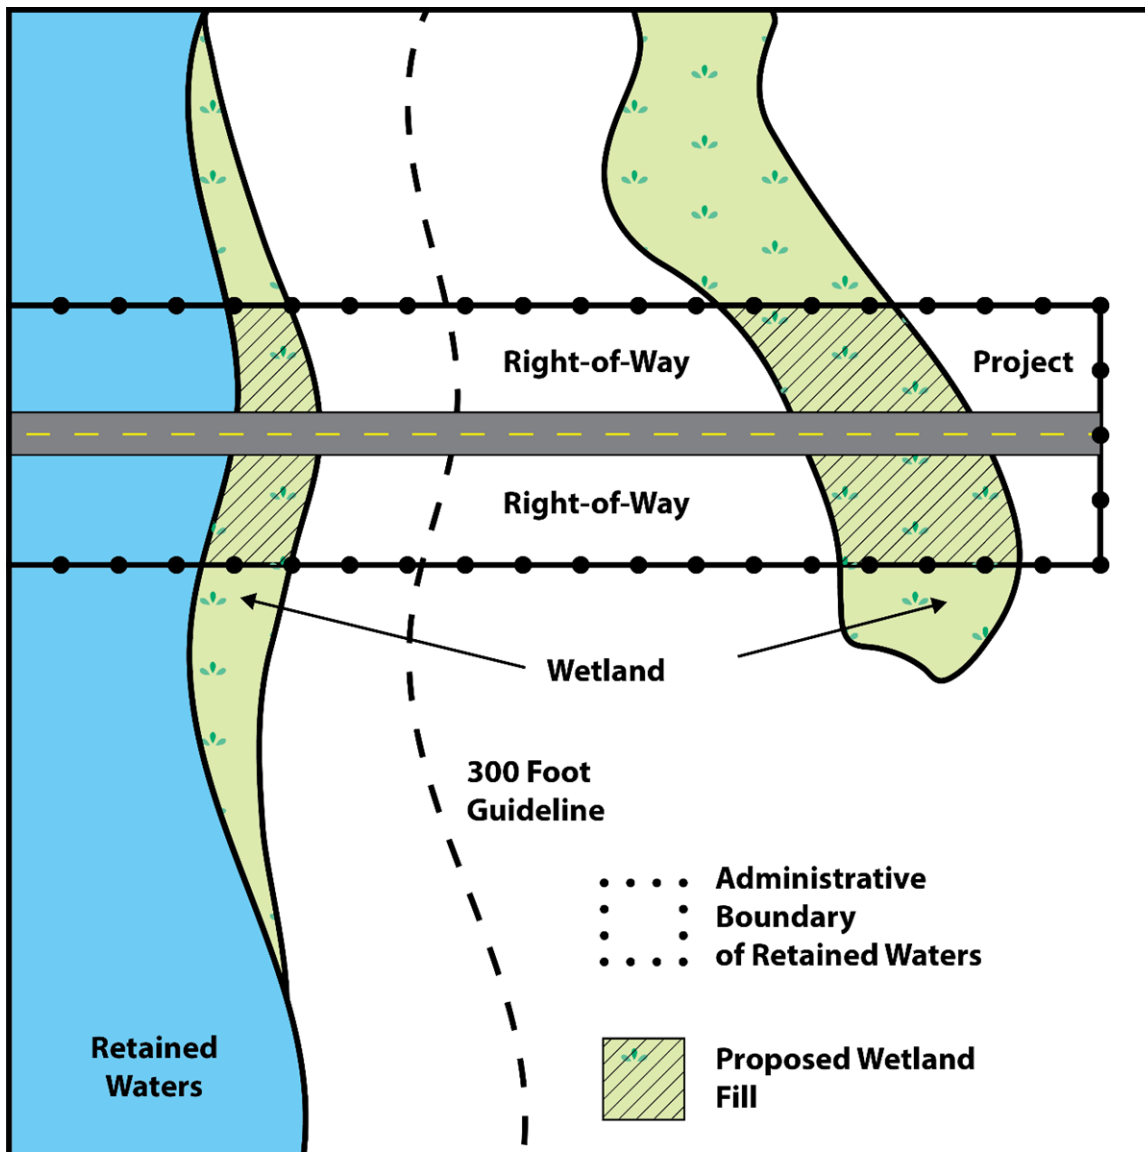 Right-of-Way
Project
Right-of-Way
Wetland
300 Foot
Guideline
Administrative
Boundary
of Retained Waters
Retained
Waters
Proposed Wetland
Fill